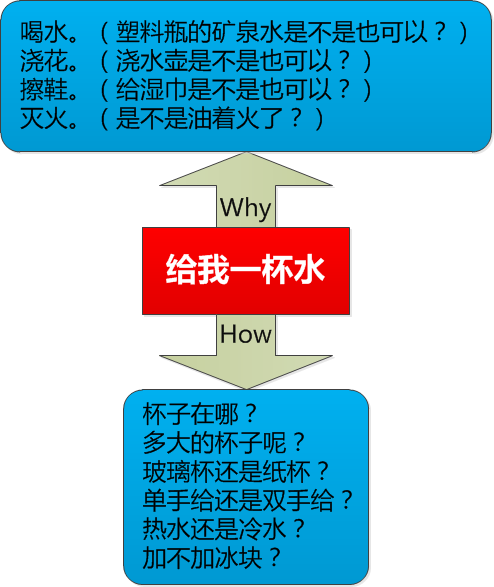 喝水。（塑料瓶的矿泉水是不是也可以？）
浇花。（浇水壶是不是也可以？）
擦鞋。（给湿巾是不是也可以？）
灭火。（是不是油着火了？）
Why
给我一杯水
How
杯子在哪？
多大的杯子呢？
玻璃杯还是纸杯？
单手给还是双手给？
热水还是冷水？
加不加冰块？